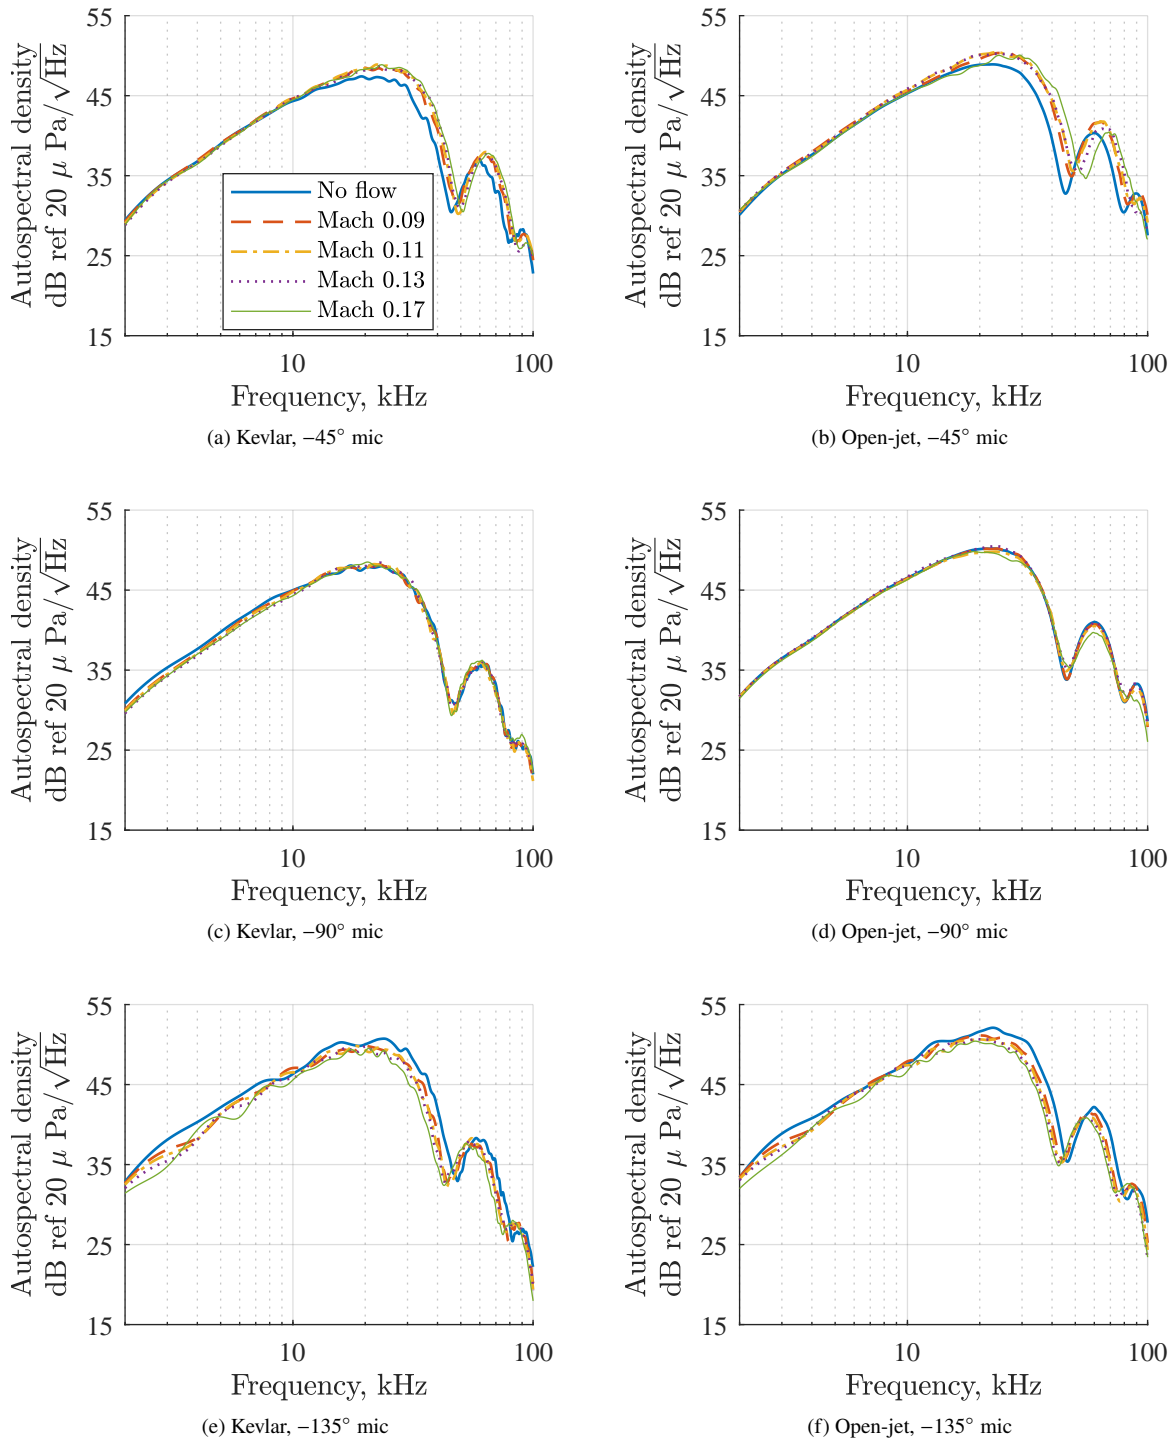 55
45
35
25
15
Autospectral density
dB ref 20 μ Pa/√Hz
No flow
Mach 0.09
Mach 0.11
Mach 0.13
Mach 0.17
10 100
Frequency, kHz
(a) Kevlar, −45° mic
55
45
35
25
15
Autospectral density
dB ref 20 μ Pa/√Hz
10 100
Frequency, kHz
(b) Open-jet, −45° mic
55
45
35
25
15
Autospectral density
dB ref 20 μ Pa/√Hz
10 100
Frequency, kHz
(c) Kevlar, −90° mic
55
45
35
25
15
Autospectral density
dB ref 20 μ Pa/√Hz
10 100
Frequency, kHz
(d) Open-jet, −90° mic
55
45
35
25
15
Autospectral density
dB ref 20 μ Pa/√Hz
10 100
Frequency, kHz
(e) Kevlar, −135° mic
55
45
35
25
15
Autospectral density
dB ref 20 μ Pa/√Hz
10 100
Frequency, kHz
(f) Open-jet, −135° mic